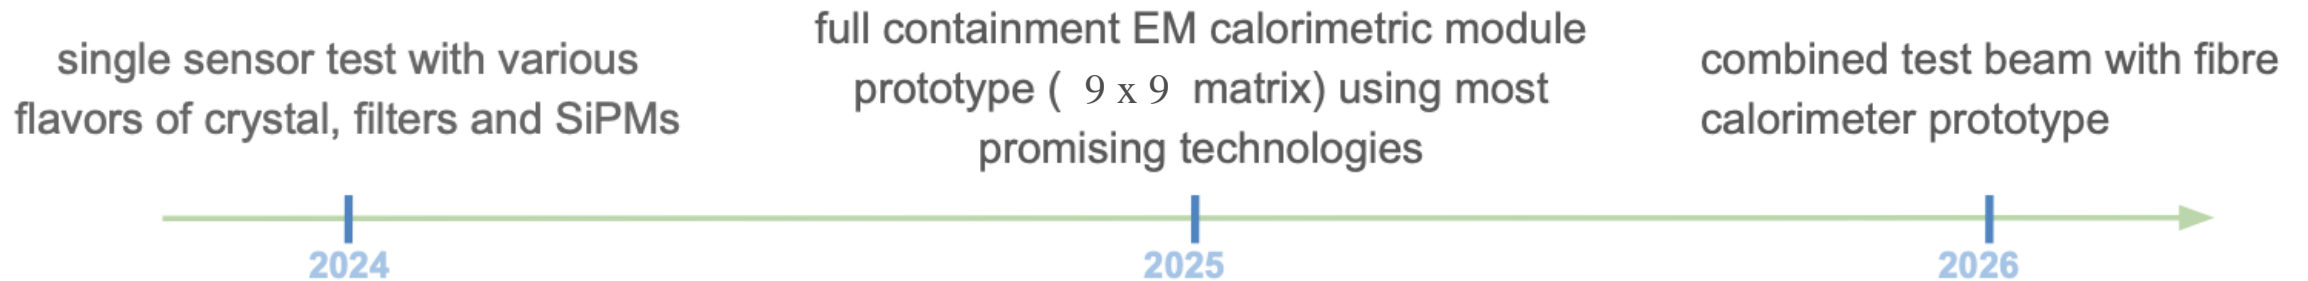 single sensor test with various
flavors of crystal, filters and SiPMs
full containment EM calorimetric module
prototype ( 9 x 9 matrix) using most
promising technologies
combined test beam with fibre
calorimeter prototype
2024
2025
2026